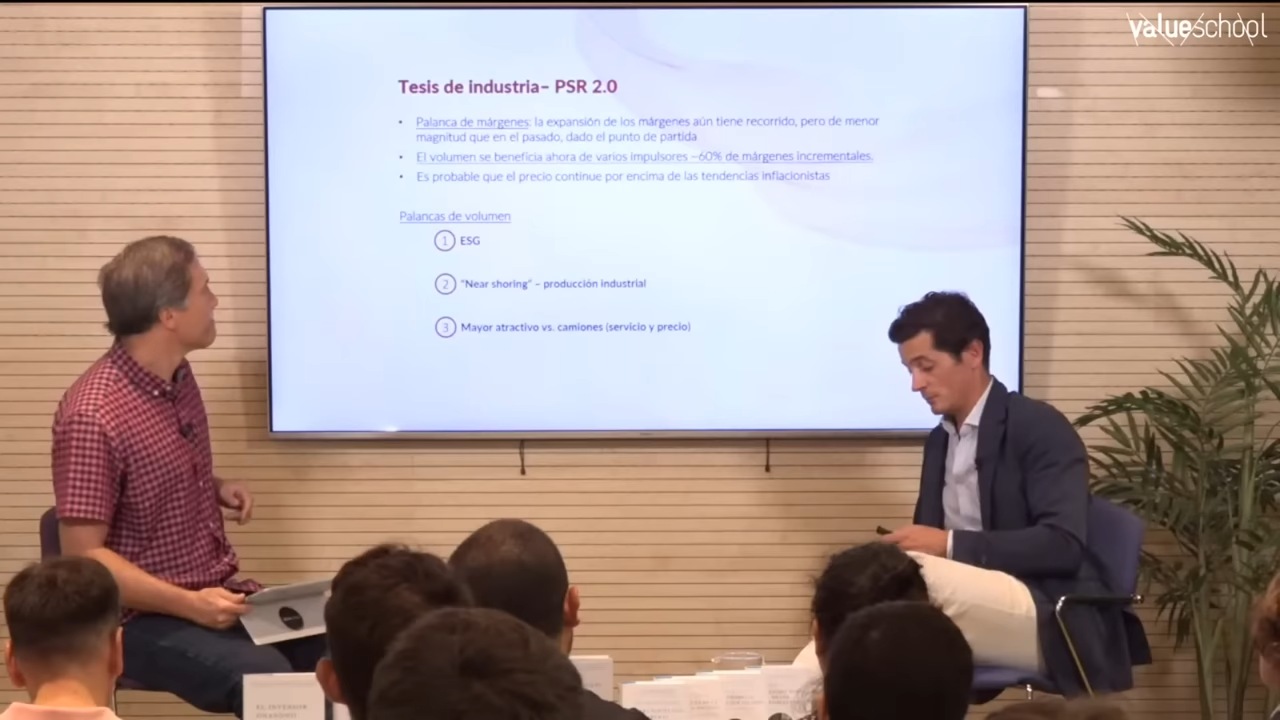 valueschool
Tesis de industria– PSR 2.0
• Palanca de márgenes: la expansión de los márgenes aún tiene recorrido, pero de menor
magnitud que en el pasado, dado el punto de partida
• El volumen se beneficia ahora de varios impulsores ~60% de márgenes incrementales.
• Es probable que el precio continue por encima de las tendencias inflacionistas
Palancas de volumen
1 ESG
2 "Near shoring" – producción industrial
3 Mayor atractivo vs. camiones (servicio y precio)
EL INVERSOR